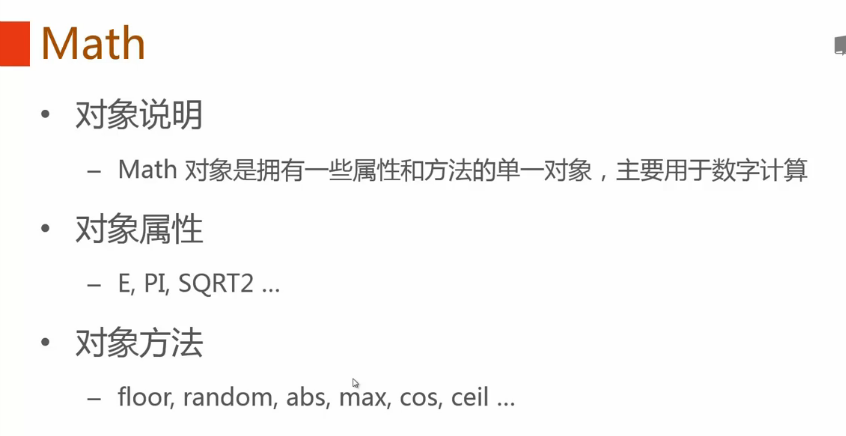 Math
• 对象说明
– Math 对象是拥有一些属性和方法的单一对象，主要用于数字计算
• 对象属性
– E, PI, SQRT2 ...
• 对象方法
– floor, random, abs, max, cos, ceil ...